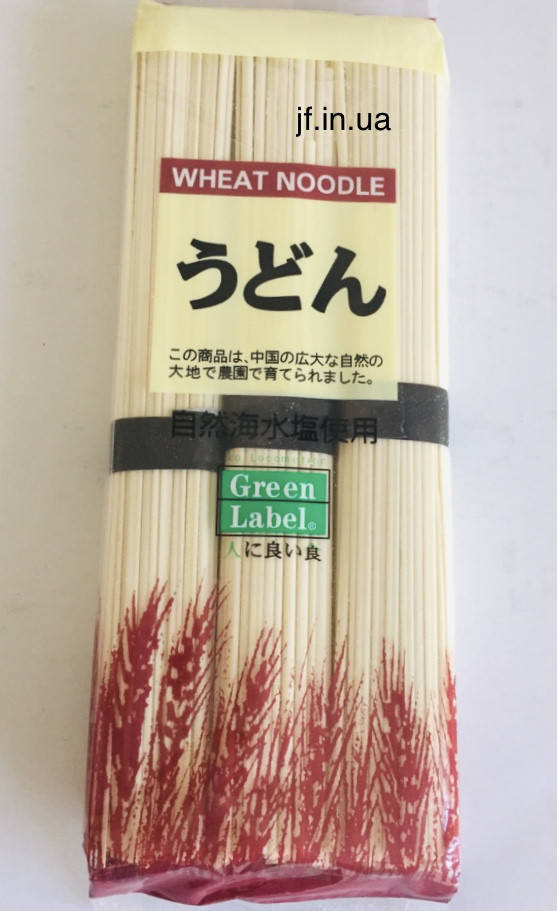 jf.in.ua
WHEAT NOODLE
うどん
この商品は、中国の広大な自然の
大地で農園で育てられました。
自然海水塩使用
Green
Label®
人に良い良